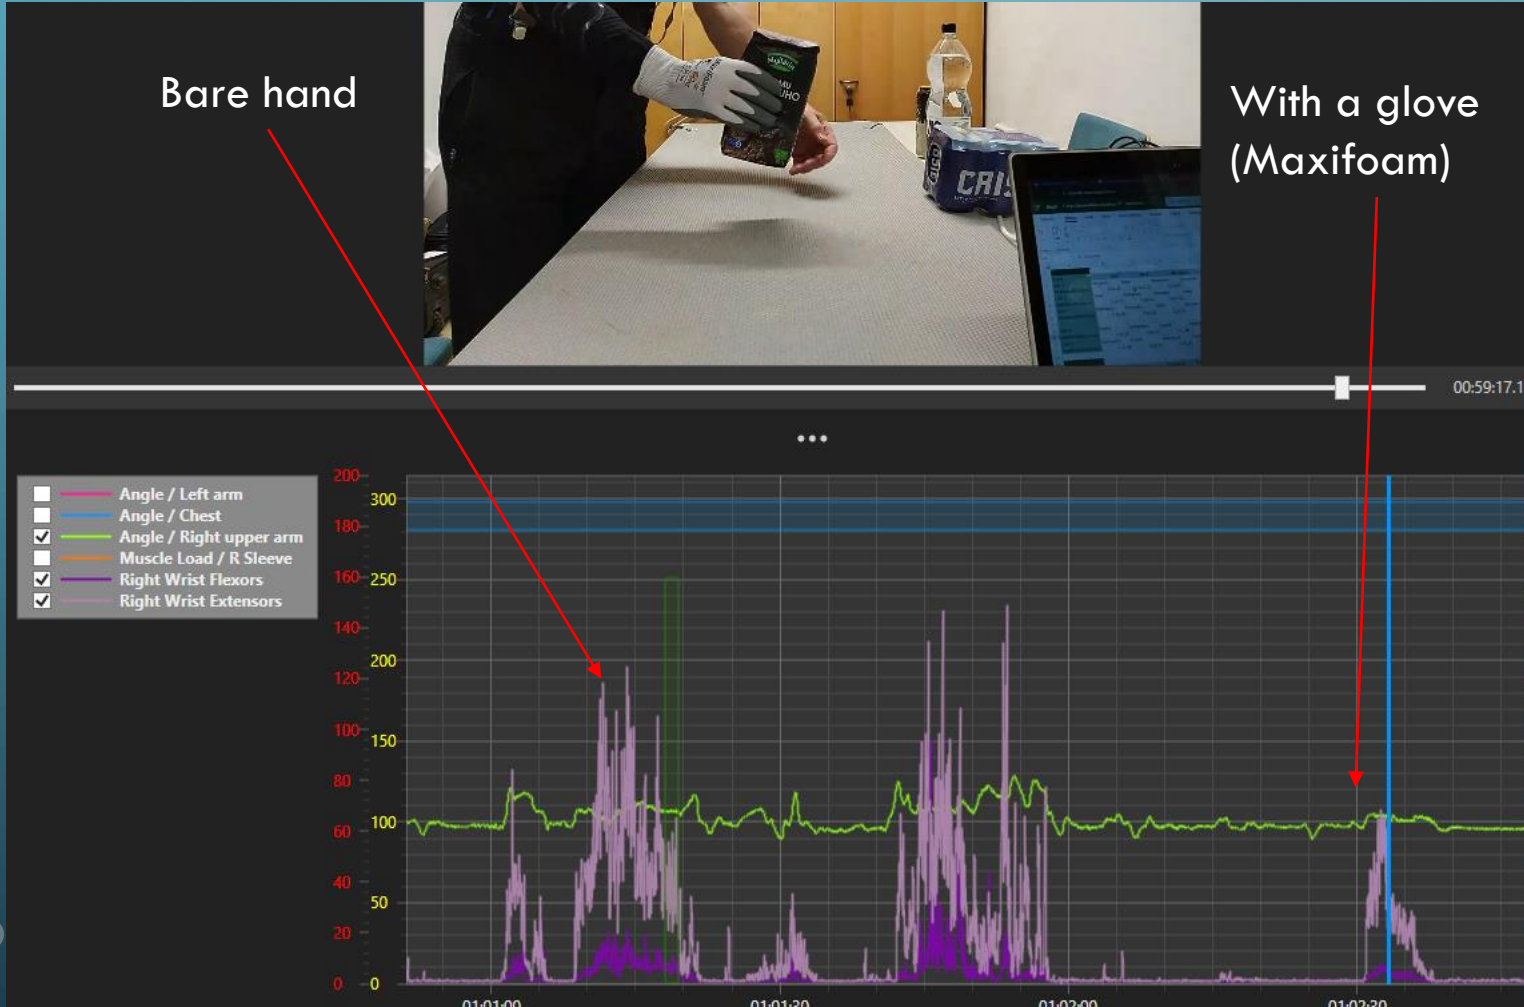 Bare hand
With a glove
(Maxifoam)
CRIS
00:59:17.1
Angle / Left arm
Angle / Chest
Angle / Right upper arm
Muscle Load / R Sleeve
Right Wrist Flexors
Right Wrist Extensors
200
180
160
140
120
100
80
60
40
20
0
300
250
200
150
100
50
0
01:01:00
01:01:30
01:02:00
01:02:30